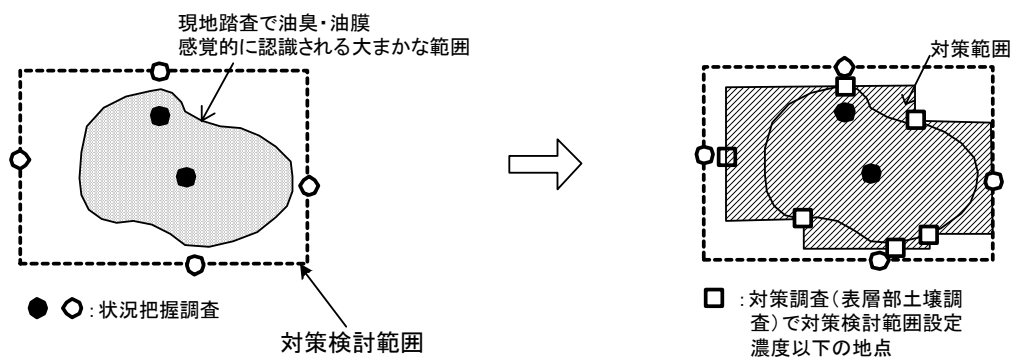 現地踏査で油臭・油膜
感覚的に認識される大まかな範囲
●○:状況把握調査
対策検討範囲
対策範囲
□:対策調査(表層部土壌調
査)で対策検討範囲設定
濃度以下の地点